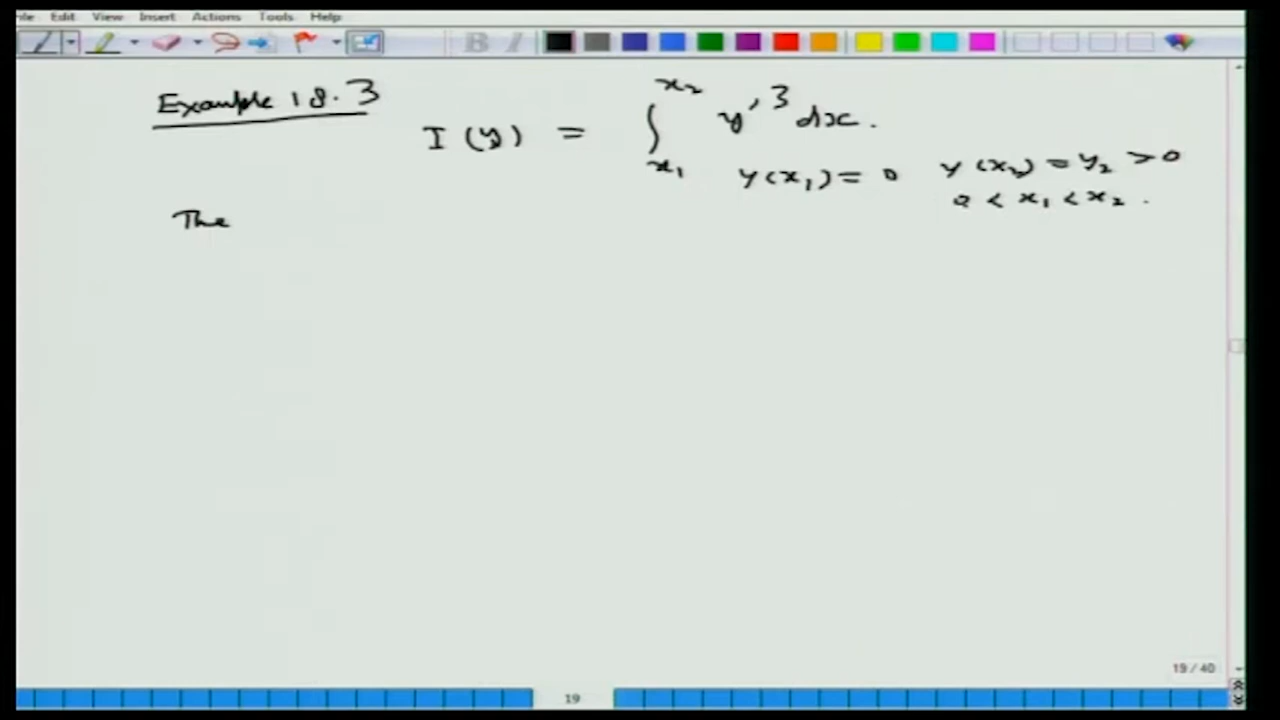 File Edit View Insert Actions Tools Help
B I
Example 18.3
I(y) = ∫_{x₁}^{x₂} y'³ dx.
y(x₁) = 0 y(x₂) = y₂ > 0
0 < x₁ < x₂.
The
19 / 40
19